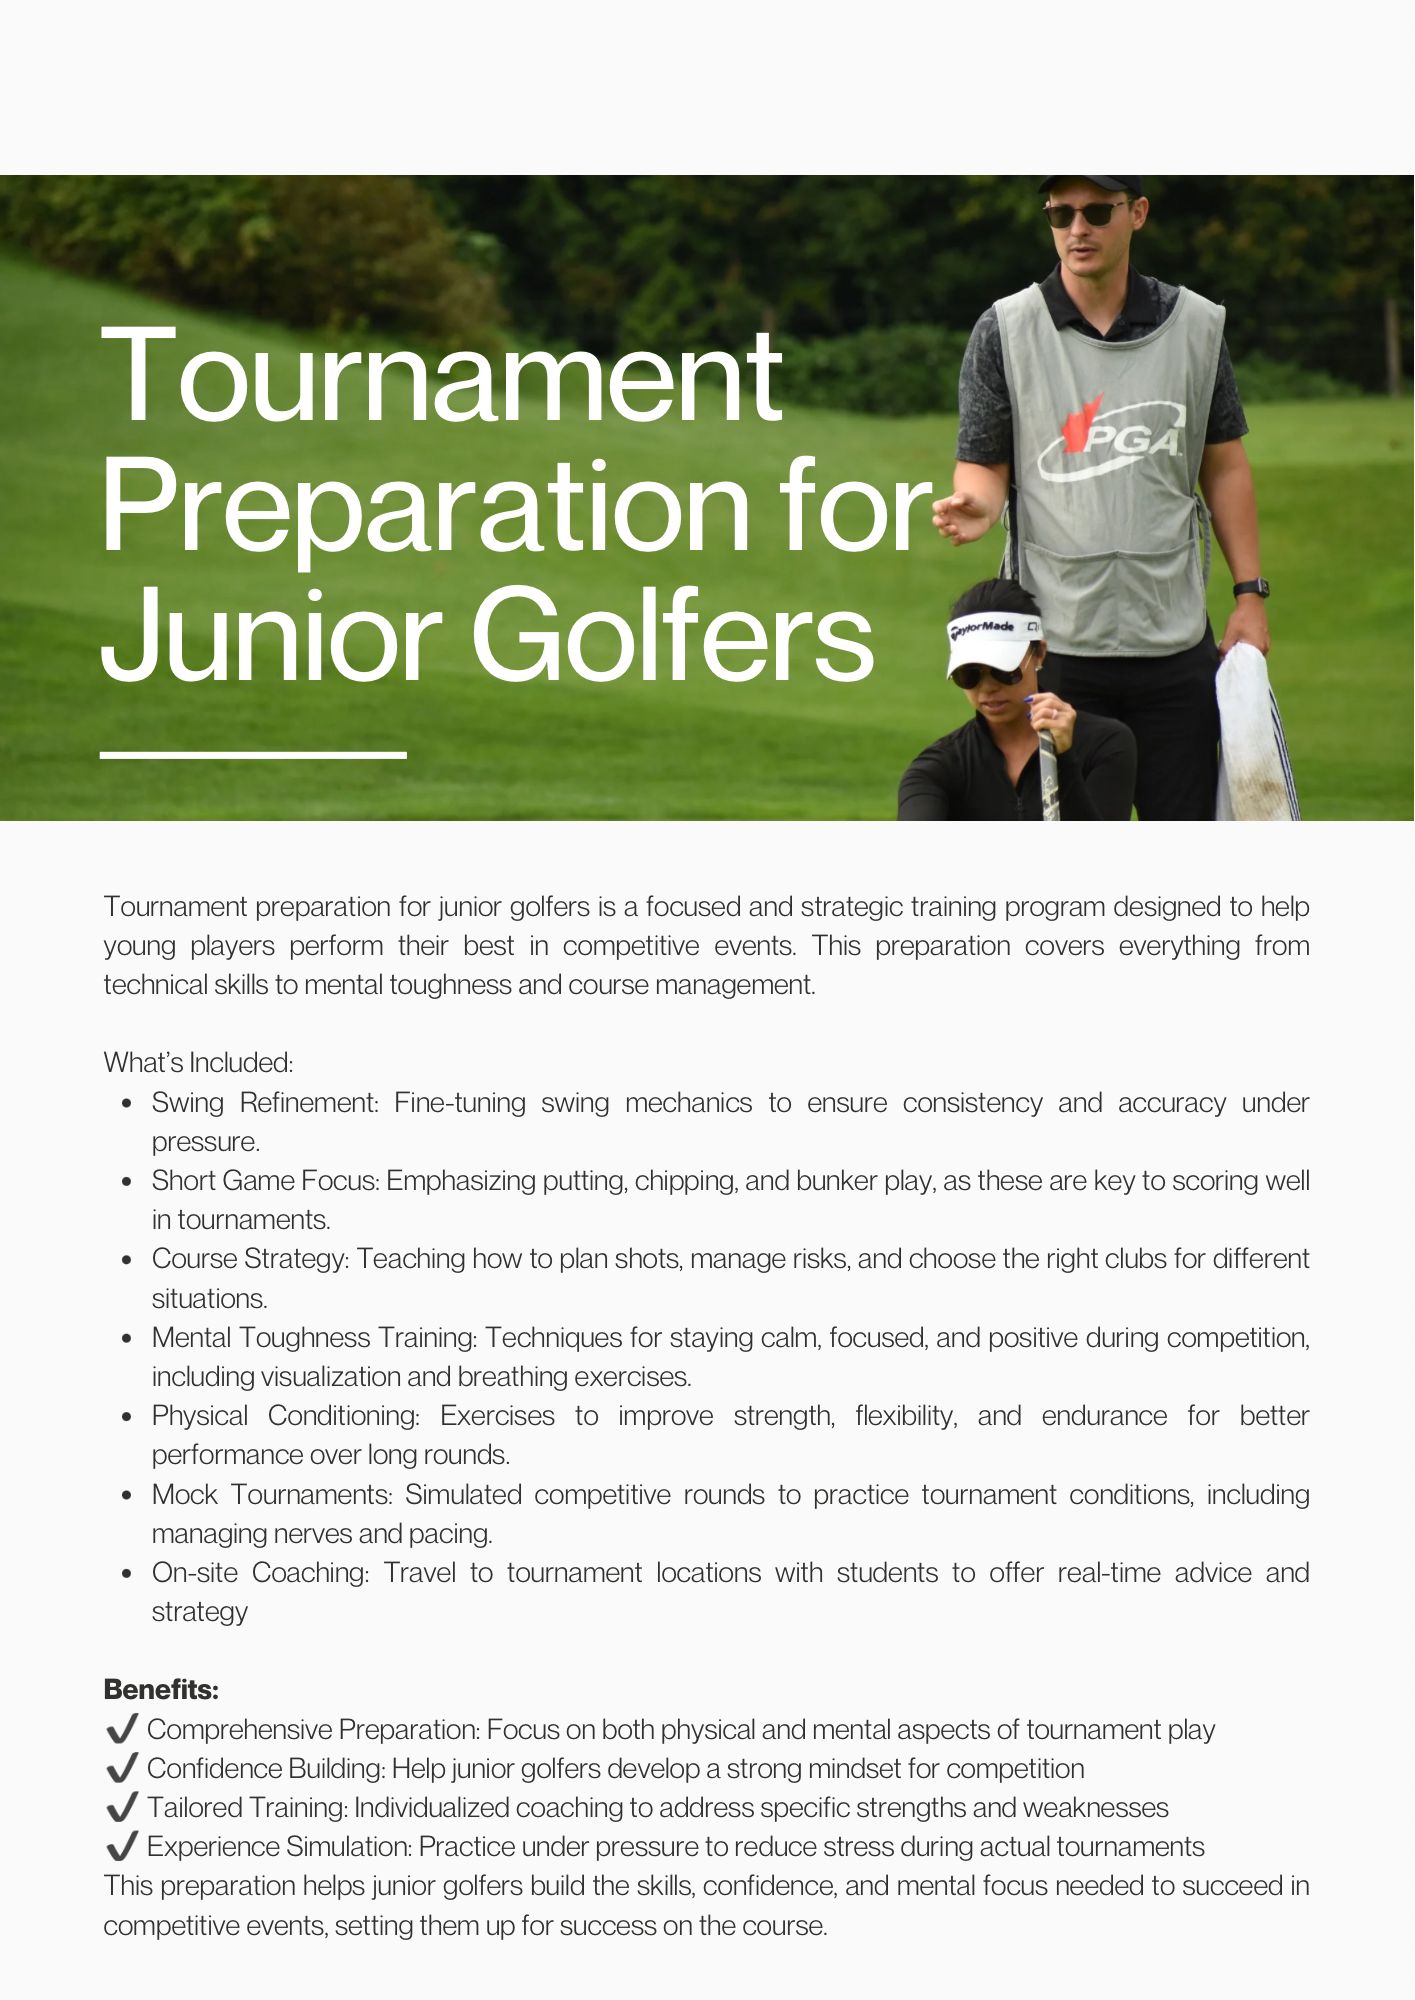 Tournament
Preparation for
Junior Golfers
PGA
TaylorMade
Tournament preparation for junior golfers is a focused and strategic training program designed to help
young players perform their best in competitive events. This preparation covers everything from
technical skills to mental toughness and course management.
What’s Included:
• Swing Refinement: Fine-tuning swing mechanics to ensure consistency and accuracy under
pressure.
• Short Game Focus: Emphasizing putting, chipping, and bunker play, as these are key to scoring well
in tournaments.
• Course Strategy: Teaching how to plan shots, manage risks, and choose the right clubs for different
situations.
• Mental Toughness Training: Techniques for staying calm, focused, and positive during competition,
including visualization and breathing exercises.
• Physical Conditioning: Exercises to improve strength, flexibility, and endurance for better
performance over long rounds.
• Mock Tournaments: Simulated competitive rounds to practice tournament conditions, including
managing nerves and pacing.
• On-site Coaching: Travel to tournament locations with students to offer real-time advice and
strategy
Benefits:
✔ Comprehensive Preparation: Focus on both physical and mental aspects of tournament play
✔ Confidence Building: Help junior golfers develop a strong mindset for competition
✔ Tailored Training: Individualized coaching to address specific strengths and weaknesses
✔ Experience Simulation: Practice under pressure to reduce stress during actual tournaments
This preparation helps junior golfers build the skills, confidence, and mental focus needed to succeed in
competitive events, setting them up for success on the course.